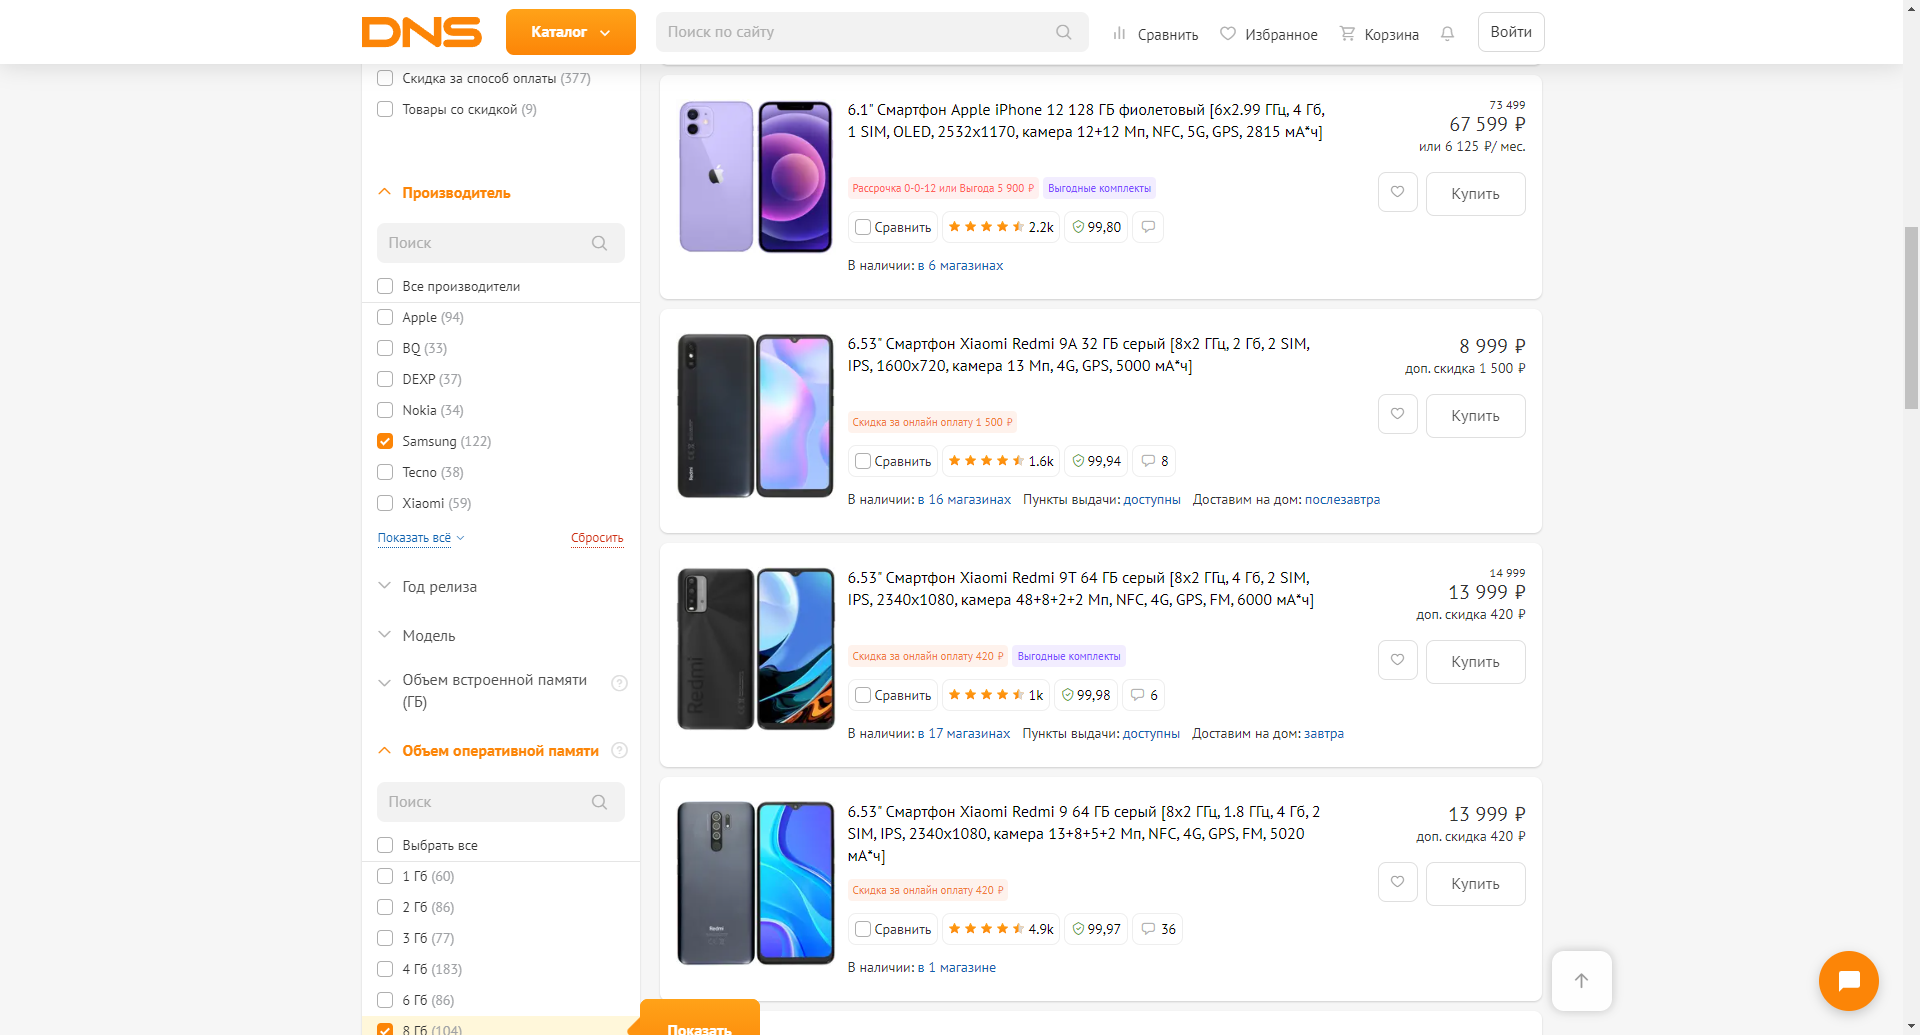 DNS
Каталог
Поиск по сайту
Сравнить
Избранное
Корзина
Войти
Скидка за способ оплаты (377)
Товары со скидкой (9)
Производитель
Поиск
Все производители
Apple (94)
BQ (33)
DEXP (37)
Nokia (34)
Samsung (122)
Tecno (38)
Xiaomi (59)
Показать всё
Сбросить
Год релиза
Модель
Объем встроенной памяти
(ГБ)
Объем оперативной памяти
Поиск
Выбрать все
1 Гб (60)
2 Гб (86)
3 Гб (77)
4 Гб (183)
6 Гб (86)
8 Гб (104)
Показать
6.1" Смартфон Apple iPhone 12 128 ГБ фиолетовый [6x2.99 ГГц, 4 Гб,
1 SIM, OLED, 2532x1170, камера 12+12 Мп, NFC, 5G, GPS, 2815 мА*ч]
73 499
67 599 ₽
или 6 125 ₽/ мес.
Рассрочка 0-0-12 или Выгода 5 900 ₽
Выгодные комплекты
Купить
Сравнить
2.2k
99,80
В наличии: в 6 магазинах
6.53" Смартфон Xiaomi Redmi 9A 32 ГБ серый [8x2 ГГц, 2 Гб, 2 SIM,
IPS, 1600x720, камера 13 Мп, 4G, GPS, 5000 мА*ч]
8 999 ₽
доп. скидка 1 500 ₽
Скидка за онлайн оплату 1 500 ₽
Купить
Сравнить
1.6k
99,94
8
В наличии: в 16 магазинах Пункты выдачи: доступны Доставим на дом: послезавтра
6.53" Смартфон Xiaomi Redmi 9T 64 ГБ серый [8x2 ГГц, 4 Гб, 2 SIM,
IPS, 2340x1080, камера 48+8+2+2 Мп, NFC, 4G, GPS, FM, 6000 мА*ч]
14 999
13 999 ₽
доп. скидка 420 ₽
Redmi
Скидка за онлайн оплату 420 ₽
Выгодные комплекты
Купить
Сравнить
1k
99,98
6
В наличии: в 17 магазинах Пункты выдачи: доступны Доставим на дом: завтра
6.53" Смартфон Xiaomi Redmi 9 64 ГБ серый [8x2 ГГц, 1.8 ГГц, 4 Гб, 2
SIM, IPS, 2340x1080, камера 13+8+5+2 Мп, NFC, 4G, GPS, FM, 5020
мА*ч]
13 999 ₽
доп. скидка 420 ₽
Redmi
Скидка за онлайн оплату 420 ₽
Купить
Сравнить
4.9k
99,97
36
В наличии: в 1 магазине